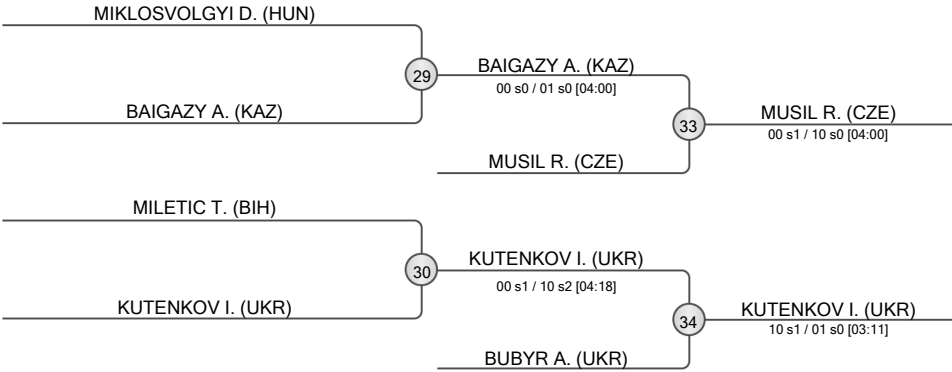 MIKLOSVOLGYI D. (HUN)
29
BAIGAZY A. (KAZ)
00 s0 / 01 s0 [04:00]
BAIGAZY A. (KAZ)
33
MUSIL R. (CZE)
00 s1 / 10 s0 [04:00]
MUSIL R. (CZE)
MILETIC T. (BIH)
30
KUTENKOV I. (UKR)
00 s1 / 10 s2 [04:18]
KUTENKOV I. (UKR)
34
KUTENKOV I. (UKR)
10 s1 / 01 s0 [03:11]
BUBYR A. (UKR)